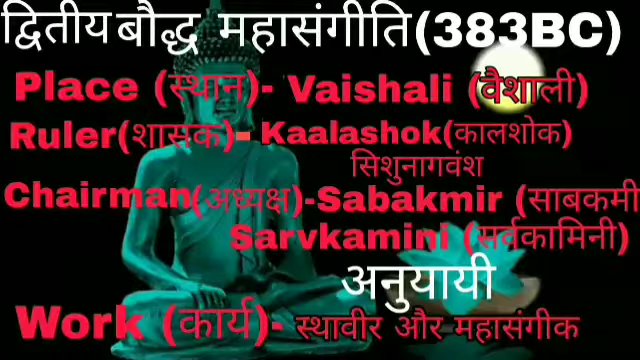 द्वितीय बौद्ध महासंगीति(383BC)
Place (स्थान)- Vaishali (वैशाली)
Ruler(शासक)- Kaalashok(कालशोक)
सिशुनागवंश
Chairman(अध्यक्ष)-Sabakmir (साबकमी
Sarvkamini (सर्वकामिनी)
अनुयायी
Work (कार्य)- स्थावीर और महासंगीक